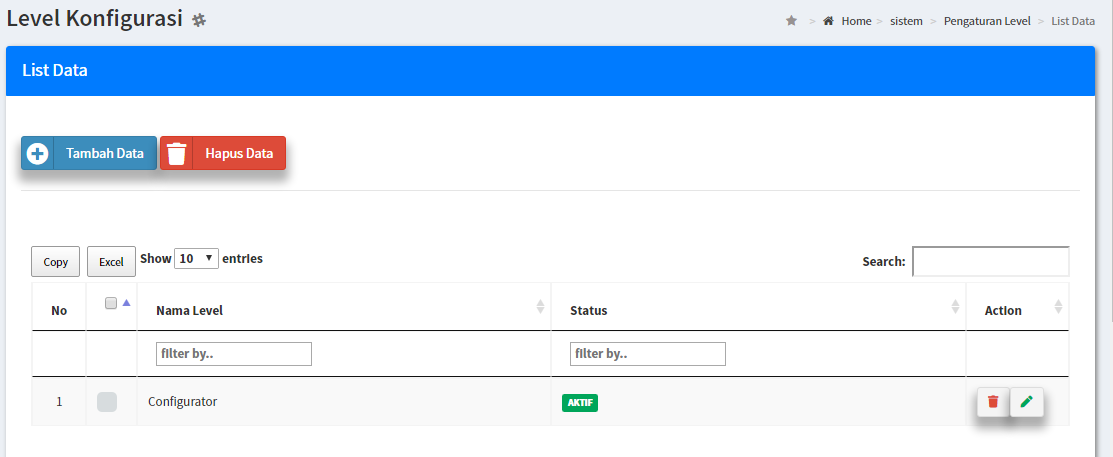 Level Konfigurasi
> Home > sistem > Pengaturan Level > List Data
List Data
Tambah Data Hapus Data
Copy Excel Show 10 entries Search:
No Nama Level Status Action
filter by.. filter by..
1 Configurator AKTIF